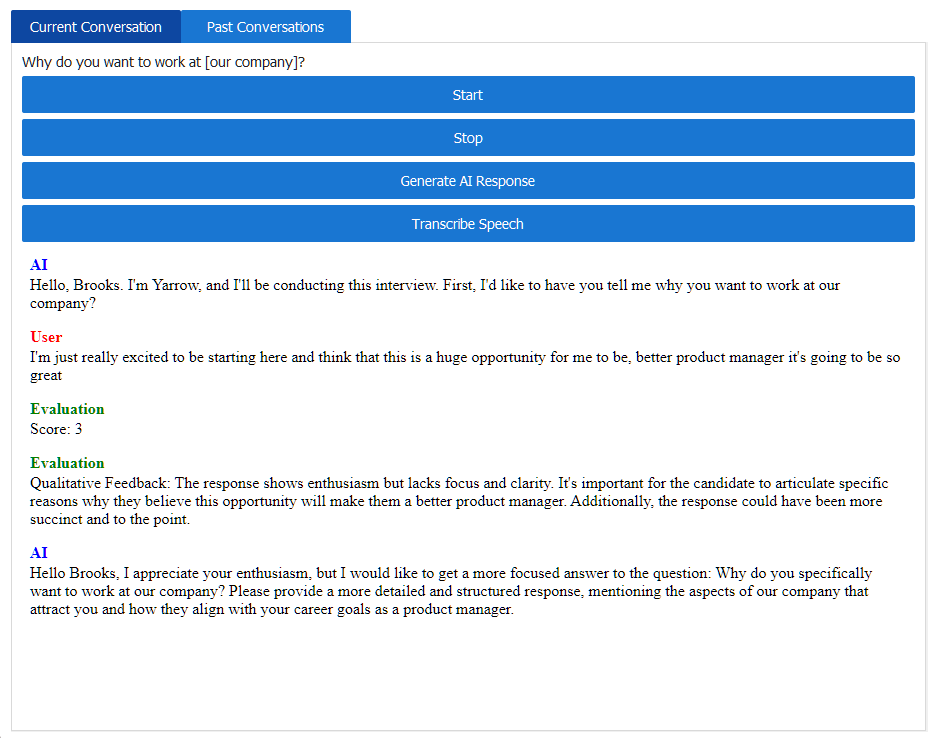 Current Conversation
Past Conversations
Why do you want to work at [our company]?
Start
Stop
Generate AI Response
Transcribe Speech
AI
Hello, Brooks. I'm Yarrow, and I'll be conducting this interview. First, I'd like to have you tell me why you want to work at our
company?
User
I'm just really excited to be starting here and think that this is a huge opportunity for me to be, better product manager it's going to be so
great
Evaluation
Score: 3
Evaluation
Qualitative Feedback: The response shows enthusiasm but lacks focus and clarity. It's important for the candidate to articulate specific
reasons why they believe this opportunity will make them a better product manager. Additionally, the response could have been more
succinct and to the point.
AI
Hello Brooks, I appreciate your enthusiasm, but I would like to get a more focused answer to the question: Why do you specifically
want to work at our company? Please provide a more detailed and structured response, mentioning the aspects of our company that
attract you and how they align with your career goals as a product manager.